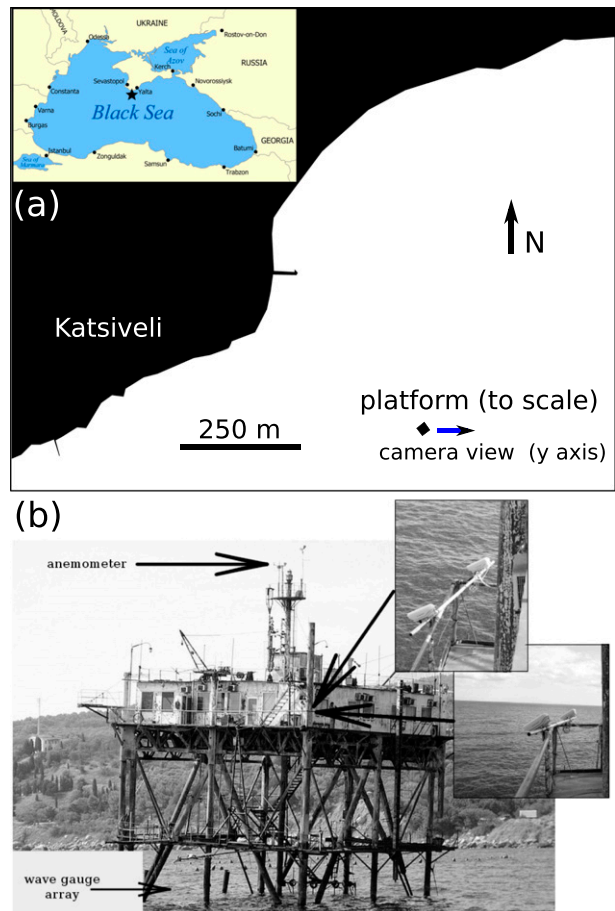 UKRAINE
MOLDOVA
Odessa
Rostov-on-Don
Sea of
Azov
RUSSIA
Kerch
Sevastopol
Yalta
Novorossiysk
Constanta
Varna
Black Sea
Sochi
Burgas
GEORGIA
Istanbul
Zonguldak
Samsun
Batumi
Sea of
Marmara
Trabzon
(a)
N
Katsiveli
250 m
platform (to scale)
camera view (y axis)
(b)
anemometer
wave gauge
array